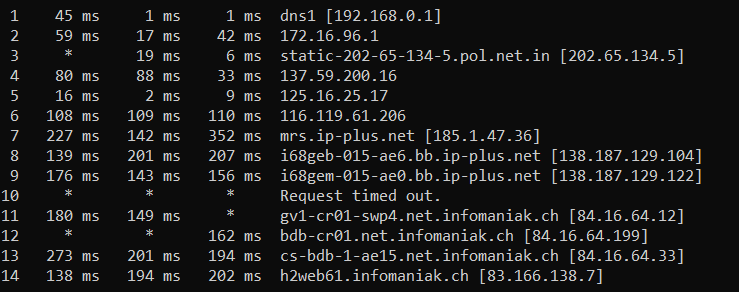 1 45 ms 1 ms 1 ms dns1 [192.168.0.1]
2 59 ms 17 ms 42 ms 172.16.96.1
3 * 19 ms 6 ms static-202-65-134-5.pol.net.in [202.65.134.5]
4 80 ms 88 ms 33 ms 137.59.200.16
5 16 ms 2 ms 9 ms 125.16.25.17
6 108 ms 109 ms 110 ms 116.119.61.206
7 227 ms 142 ms 352 ms mrs.ip-plus.net [185.1.47.36]
8 139 ms 201 ms 207 ms i68geb-015-ae6.bb.ip-plus.net [138.187.129.104]
9 176 ms 143 ms 156 ms i68gem-015-ae0.bb.ip-plus.net [138.187.129.122]
10 * * * Request timed out.
11 180 ms 149 ms * gv1-cr01-swp4.net.infomaniak.ch [84.16.64.12]
12 * * 162 ms bdb-cr01.net.infomaniak.ch [84.16.64.199]
13 273 ms 201 ms 194 ms cs-bdb-1-ae15.net.infomaniak.ch [84.16.64.33]
14 138 ms 194 ms 202 ms h2web61.infomaniak.ch [83.166.138.7]